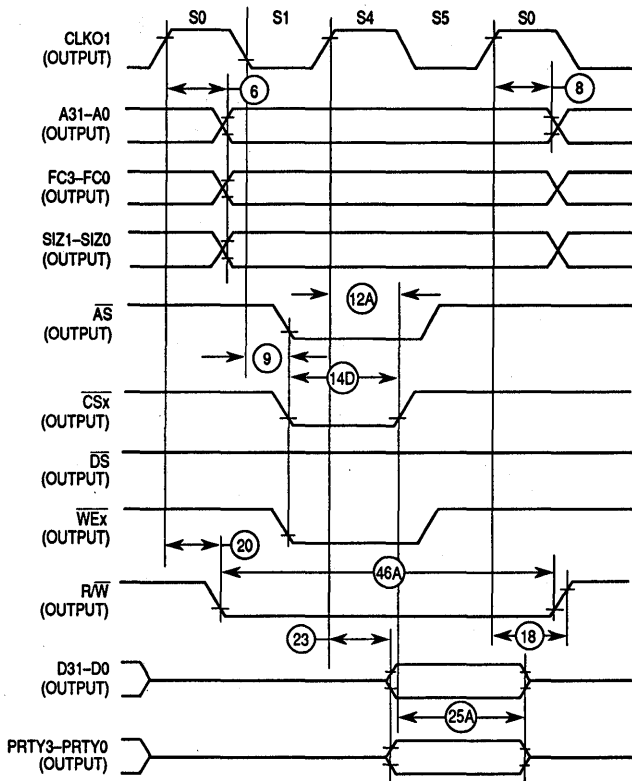 S0 S1 S4 S5 S0
CLKO1
(OUTPUT)
6
8
A31–A0
(OUTPUT)
FC3–FC0
(OUTPUT)
SIZ1–SIZ0
(OUTPUT)
12A
AS
(OUTPUT)
9
14D
CSx
(OUTPUT)
DS
(OUTPUT)
WEx
(OUTPUT)
20
46A
R/W
(OUTPUT)
23
18
D31–D0
(OUTPUT)
25A
PRTY3–PRTY0
(OUTPUT)